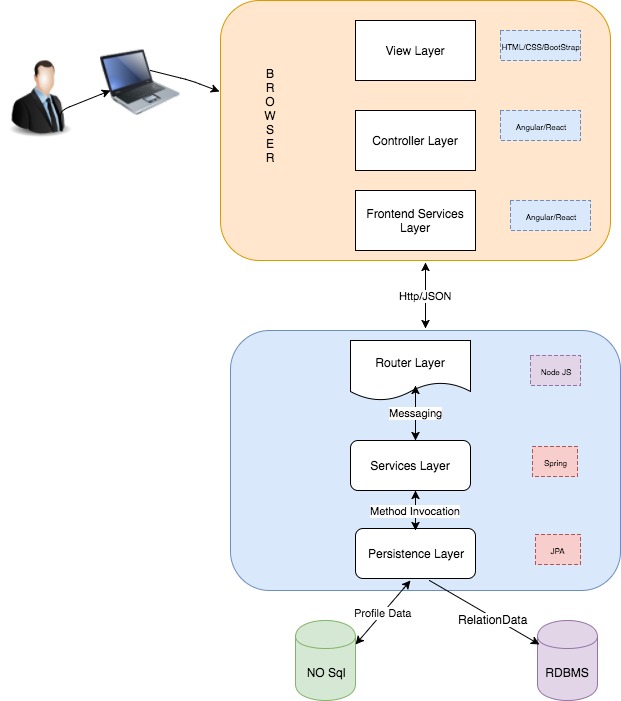 View Layer
HTML/CSS/BootStrap
BROWSER
Controller Layer
Angular/React
Frontend Services
Layer
Angular/React
Http/JSON
Router Layer
Node JS
Messaging
Services Layer
Spring
Method Invocation
Persistence Layer
JPA
Profile Data
RelationData
NO Sql
RDBMS